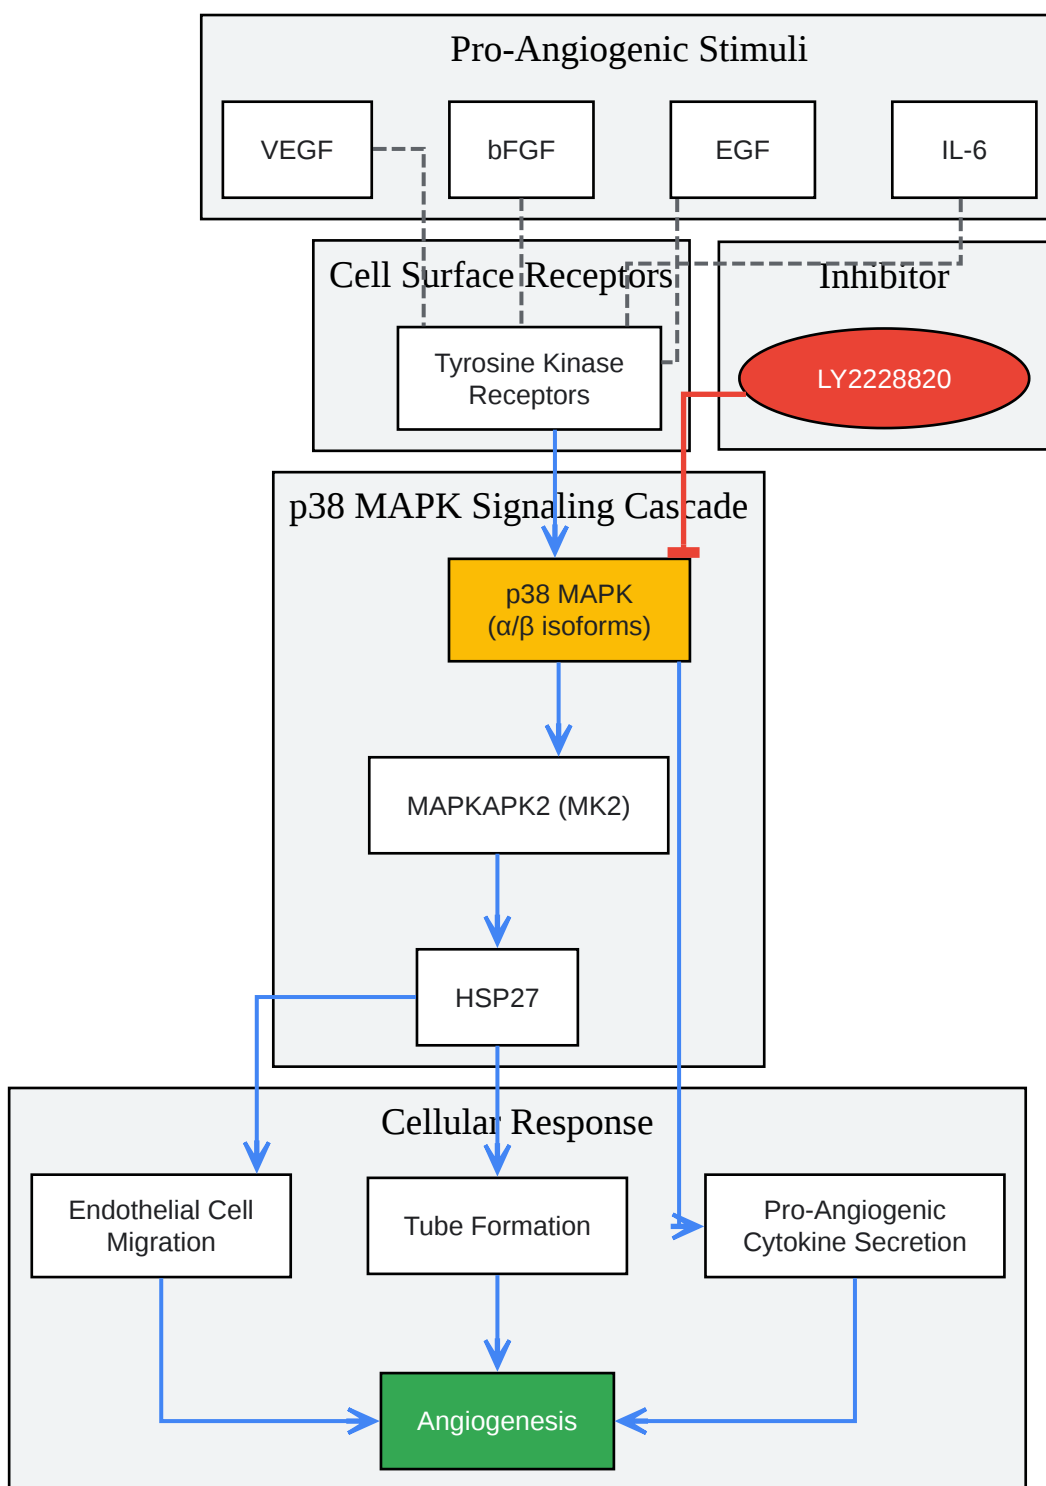 Pro-Angiogenic Stimuli
VEGF
bFGF
EGF
IL-6
Cell Surface Receptors
Inhibitor
Tyrosine Kinase
Receptors
LY2228820
p38 MAPK Signaling Cascade
p38 MAPK
(α/β isoforms)
MAPKAPK2 (MK2)
HSP27
Cellular Response
Endothelial Cell
Migration
Tube Formation
Pro-Angiogenic
Cytokine Secretion
Angiogenesis